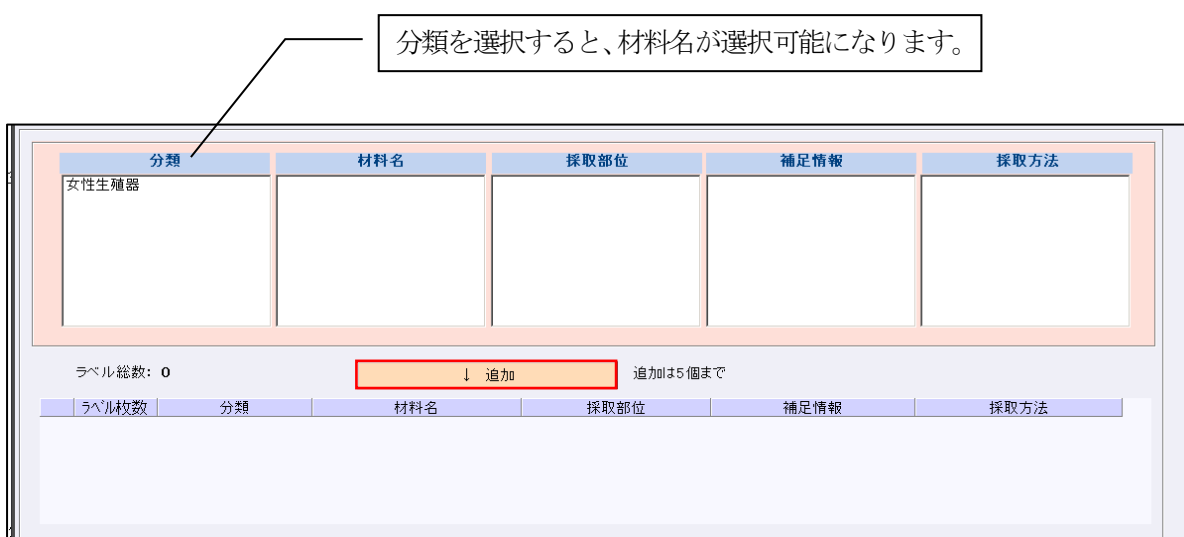 分類を選択すると、材料名が選択可能になります。
分類 材料名 採取部位 補足情報 採取方法
女性生殖器
ラベル総数: 0 ↓ 追加 追加は5個まで
ﾗﾍﾞﾙ枚数 分類 材料名 採取部位 補足情報 採取方法